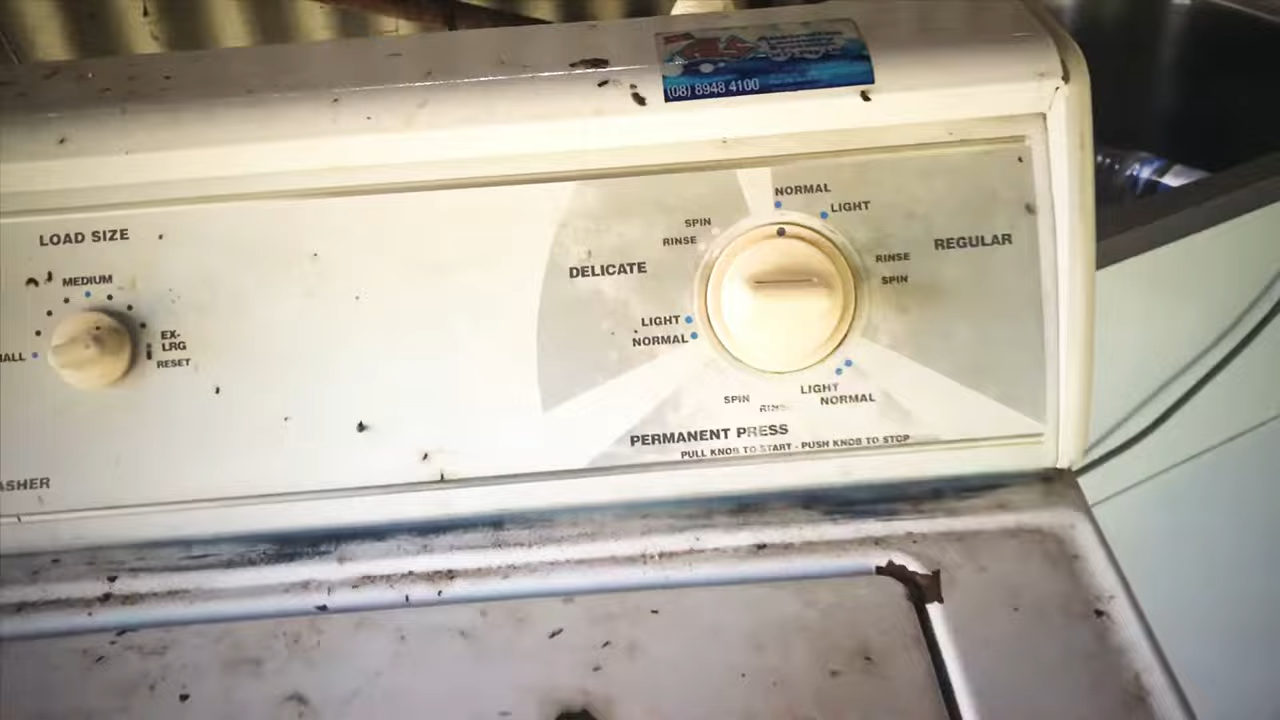 (08) 8948 4100
LOAD SIZE
MEDIUM
EX-
LRG
RESET
ASHER
NORMAL
LIGHT
REGULAR
RINSE
SPIN
SPIN
RINSE
DELICATE
LIGHT
NORMAL
LIGHT
NORMAL
SPIN
RINSE
PERMANENT PRESS
PULL KNOB TO START - PUSH KNOB TO STOP